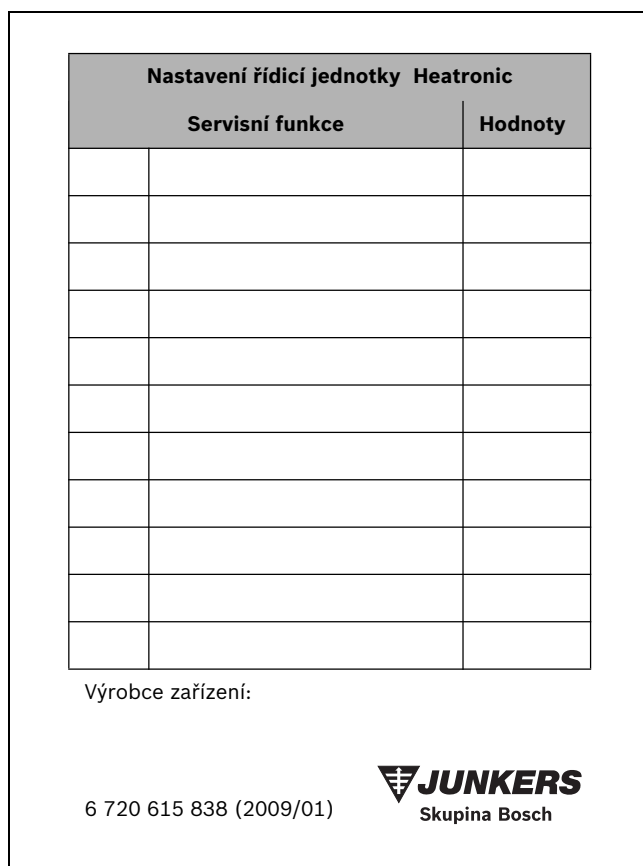 Nastavení řídicí jednotky Heatronic
Servisní funkce Hodnoty
Výrobce zařízení:
6 720 615 838 (2009/01)
JUNKERS
Skupina Bosch